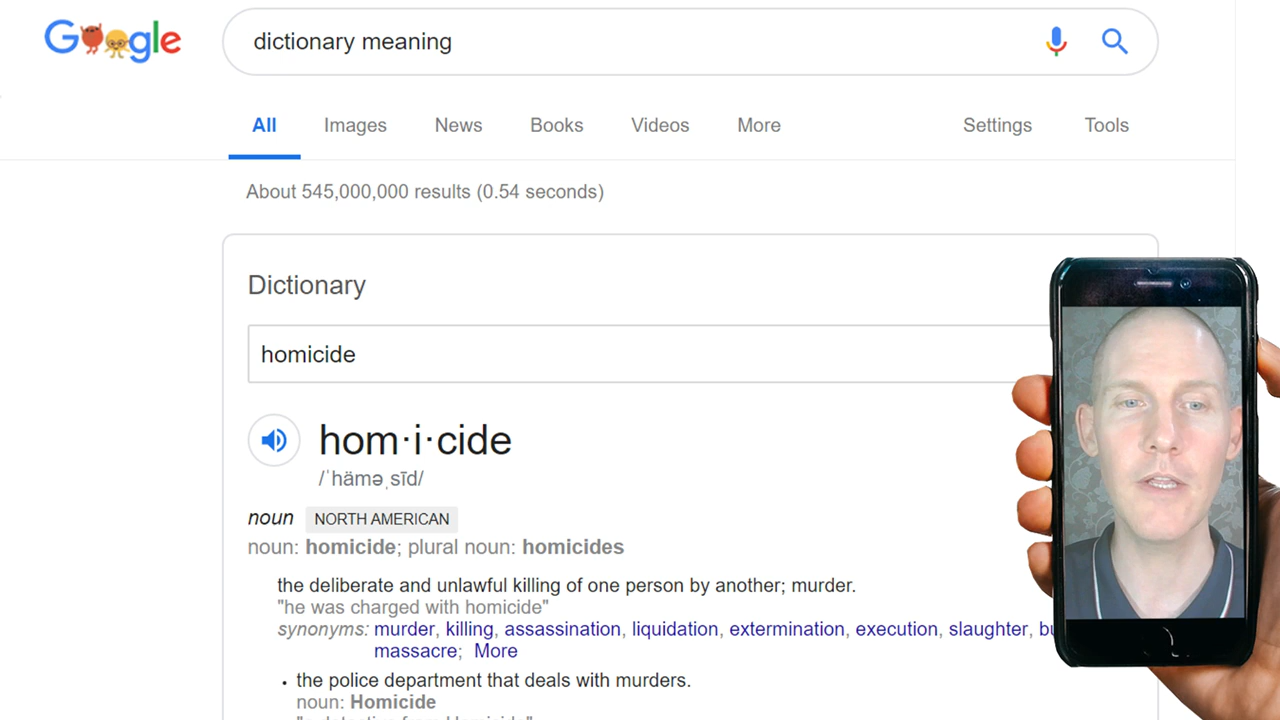 Google
dictionary meaning
All Images News Books Videos More Settings Tools
About 545,000,000 results (0.54 seconds)
Dictionary
homicide
hom·i·cide
/ˈhäməˌsīd/
noun NORTH AMERICAN
noun: homicide; plural noun: homicides
the deliberate and unlawful killing of one person by another; murder.
"he was charged with homicide"
synonyms: murder, killing, assassination, liquidation, extermination, execution, slaughter,
massacre; More
• the police department that deals with murders.
noun: Homicide